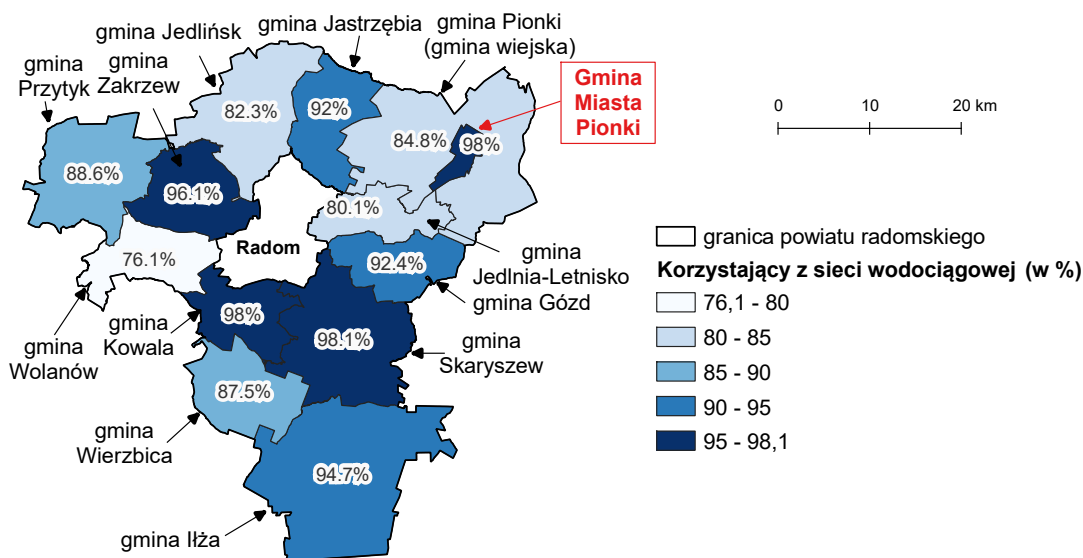 gmina Jastrzębia
gmina Pionki
(gmina wiejska)
gmina Jedlińsk
gmina
Zakrzew
gmina
Przytyk
Gmina
Miasta
Pionki
0 10 20 km
82.3%
92%
84.8%
98%
88.6%
96.1%
80.1%
Radom
76.1%
92.4%
gmina
Jedlnia-Letnisko
gmina Gózd
98%
98.1%
gmina
Kowala
gmina
Wolanów
gmina
Skaryszew
87.5%
gmina
Wierzbica
94.7%
gmina Iłża
granica powiatu radomskiego
Korzystający z sieci wodociągowej (w %)
76,1 - 80
80 - 85
85 - 90
90 - 95
95 - 98,1